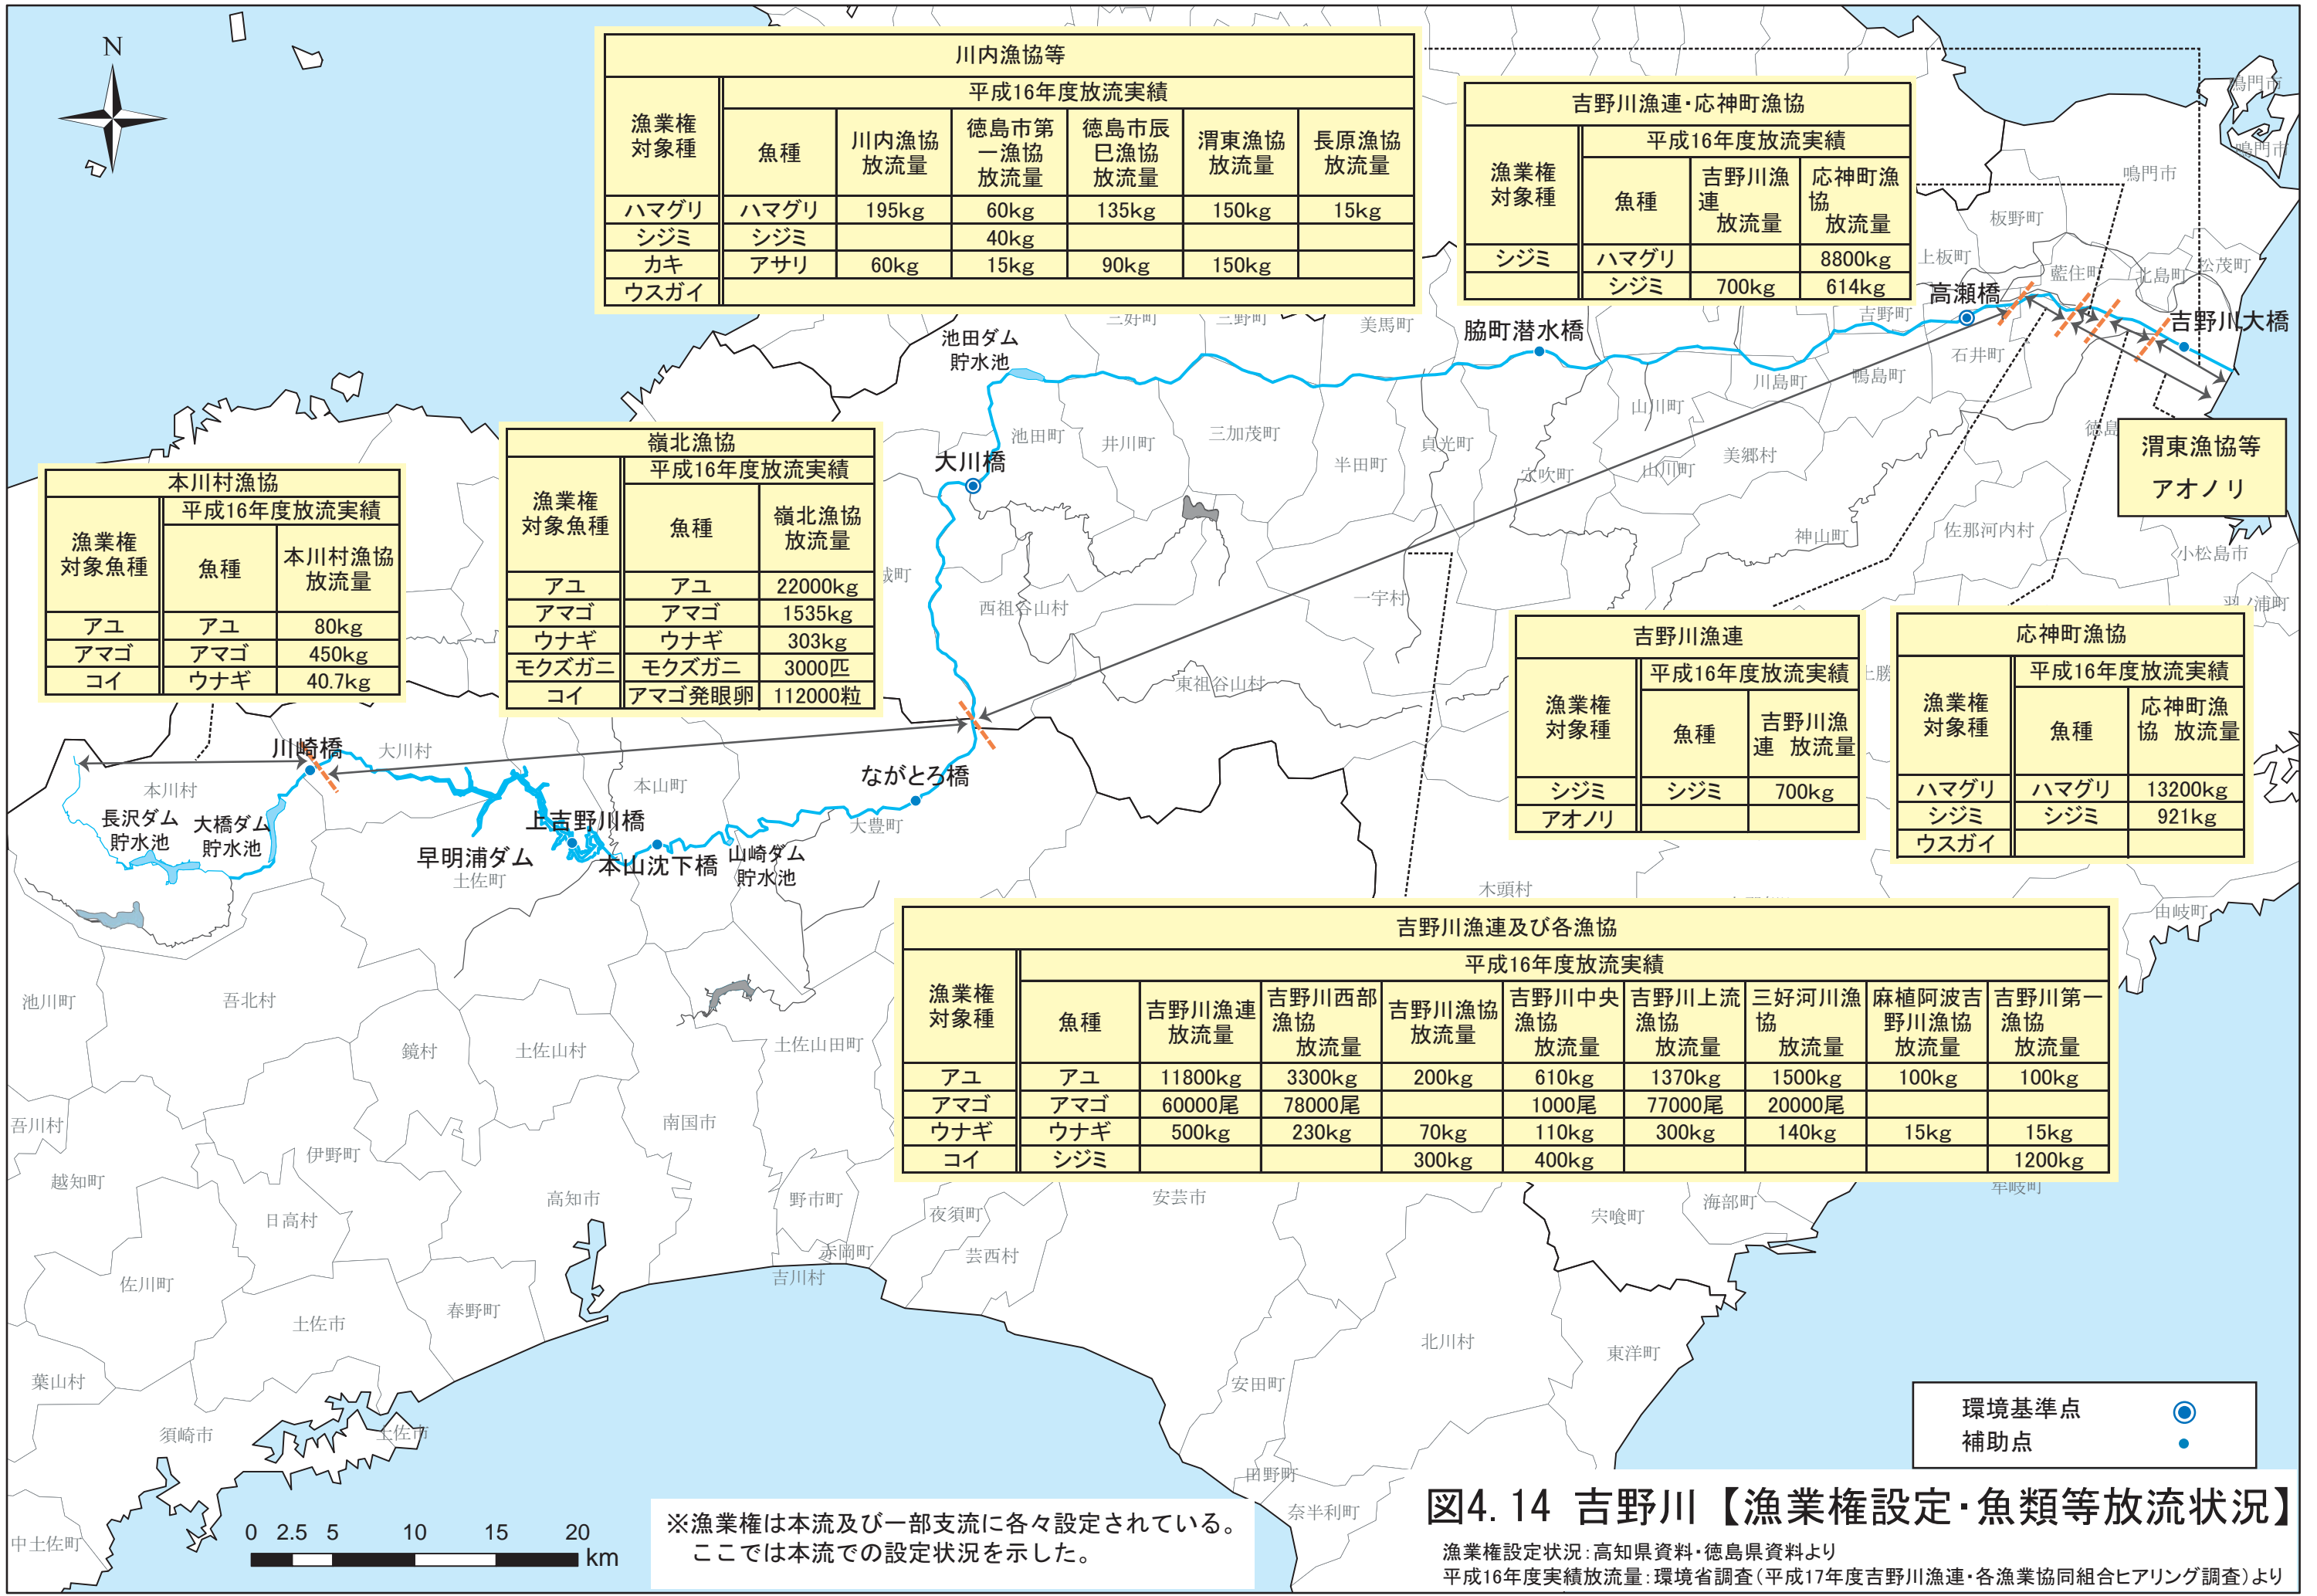 N
川内漁協等
漁業権対象種
平成16年度放流実績
魚種
川内漁協放流量
徳島市第一漁協放流量
徳島市辰巳漁協放流量
渭東漁協放流量
長原漁協放流量
ハマグリ ハマグリ 195kg 60kg 135kg 150kg 15kg
シジミ シジミ 40kg
カキ アサリ 60kg 15kg 90kg 150kg
ウスガイ
吉野川漁連・応神町漁協
漁業権対象種
平成16年度放流実績
魚種
吉野川漁連 放流量
応神町漁協 放流量
シジミ ハマグリ 8800kg
シジミ 700kg 614kg
鳴門市
鳴門市
鳴門市
板野町
上板町
藍住町
北島町
松茂町
高瀬橋
吉野町
吉野川大橋
石井町
脇町潜水橋
三好町
三野町
美馬町
池田ダム
貯水池
川島町
鴨島町
山川町
池田町
井川町
三加茂町
半田町
貞光町
穴吹町
山川町
美郷村
徳島
渭東漁協等
アオノリ
大川橋
神山町
佐那河内村
小松島市
羽ノ浦町
西祖谷山村
一宇村
東祖谷山村
上勝
本川村漁協
漁業権対象魚種
平成16年度放流実績
魚種
本川村漁協放流量
アユ アユ 80kg
アマゴ アマゴ 450kg
コイ ウナギ 40.7kg
嶺北漁協
漁業権対象魚種
平成16年度放流実績
魚種
嶺北漁協放流量
アユ アユ 22000kg
アマゴ アマゴ 1535kg
ウナギ ウナギ 303kg
モクズガニ モクズガニ 3000匹
コイ アマゴ発眼卵 112000粒
吉野川漁連
漁業権対象種
平成16年度放流実績
魚種
吉野川漁連 放流量
シジミ シジミ 700kg
アオノリ
応神町漁協
漁業権対象種
平成16年度放流実績
魚種
応神町漁協 放流量
ハマグリ ハマグリ 13200kg
シジミ シジミ 921kg
ウスガイ
川崎橋
大川村
本川村
長沢ダム
貯水池
大橋ダム
貯水池
本山町
上吉野川橋
早明浦ダム
土佐町
本山沈下橋
山崎ダム
貯水池
大豊町
ながとろ橋
木頭村
由岐町
吉野川漁連及び各漁協
漁業権対象種
平成16年度放流実績
魚種
吉野川漁連放流量
吉野川西部漁協 放流量
吉野川漁協放流量
吉野川中央漁協 放流量
吉野川上流漁協 放流量
三好河川漁協 放流量
麻植阿波吉野川漁協放流量
吉野川第一漁協 放流量
アユ アユ 11800kg 3300kg 200kg 610kg 1370kg 1500kg 100kg 100kg
アマゴ アマゴ 60000尾 78000尾 1000尾 77000尾 20000尾
ウナギ ウナギ 500kg 230kg 70kg 110kg 300kg 140kg 15kg 15kg
コイ シジミ 300kg 400kg 1200kg
池川町
吾北村
鏡村
土佐山村
土佐山田町
吾川村
伊野町
南国市
越知町
高知市
野市町
夜須町
安芸市
宍喰町
海部町
牟岐町
日高村
赤岡町
芸西村
吉川村
佐川町
春野町
土佐市
北川村
東洋町
葉山村
安田町
須崎市
土佐市
田野町
奈半利町
中土佐町
環境基準点
補助点
0 2.5 5 10 15 20
km
※漁業権は本流及び一部支流に各々設定されている。
ここでは本流での設定状況を示した。
図4.14 吉野川【漁業権設定・魚類等放流状況】
漁業権設定状況：高知県資料・徳島県資料より
平成16年度実績放流量：環境省調査（平成17年度吉野川漁連・各漁業協同組合ヒアリング調査）より